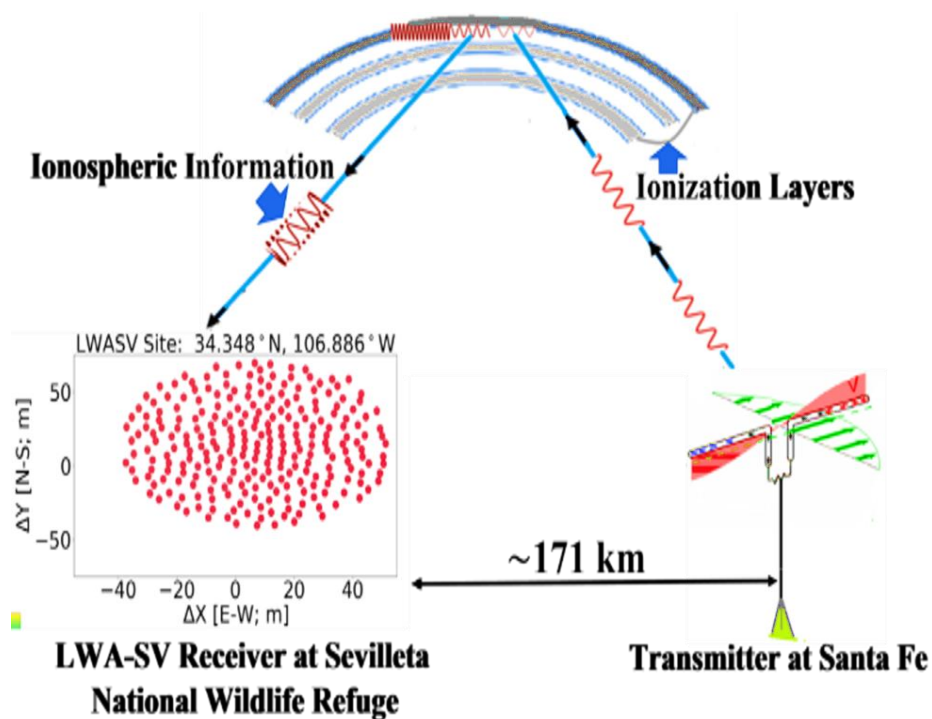 Ionospheric Information
Ionization Layers
LWASV Site: 34.348°N, 106.886°W
50
0
−50
ΔY [N-S; m]
−40 −20 0 20 40
ΔX [E-W; m]
~171 km
V
LWA-SV Receiver at Sevilleta
National Wildlife Refuge
Transmitter at Santa Fe